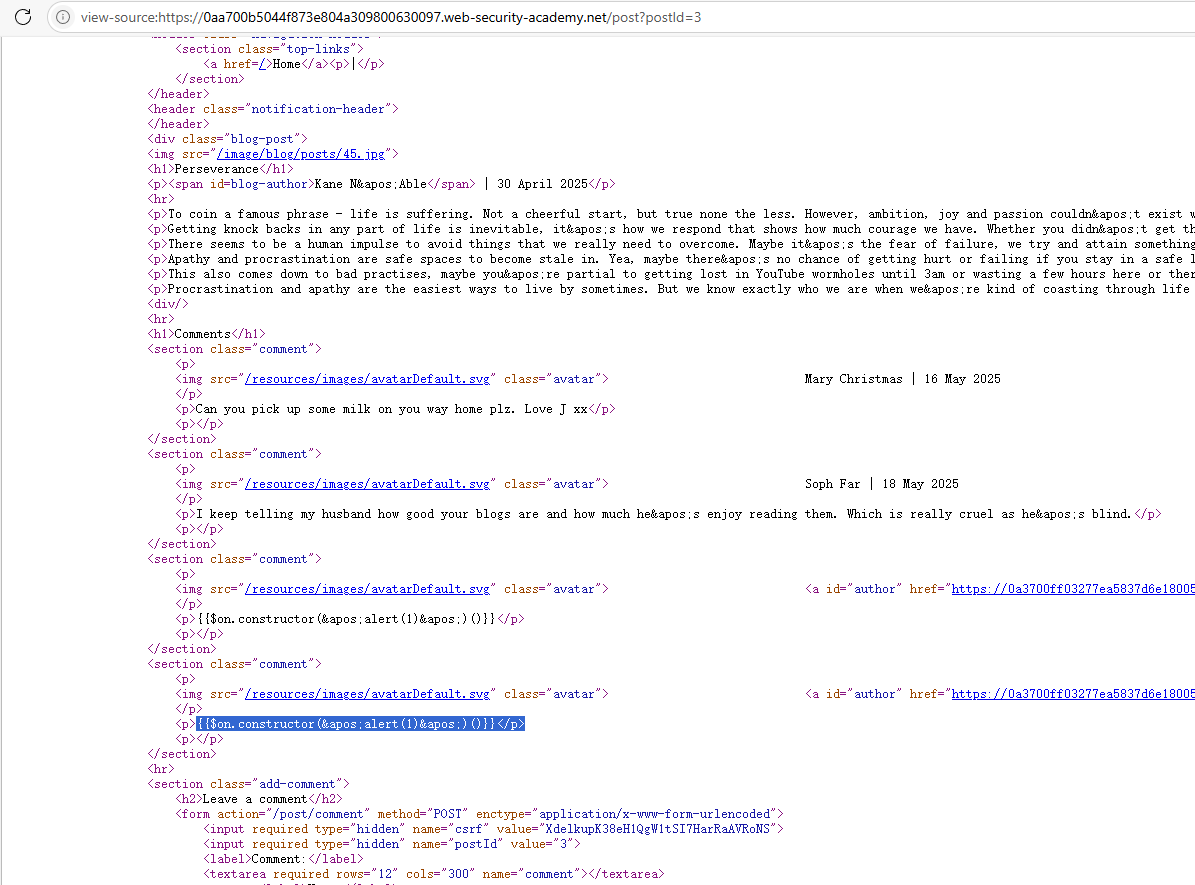 view-source:https://0aa700b5044f873e804a309800630097.web-security-academy.net/post?postId=3
<section class="top-links">
<a href=/>Home</a><p>|</p>
</section>
</header>
<header class="notification-header">
</header>
<div class="blog-post">
<img src="/image/blog/posts/45.jpg">
<h1>Perseverance</h1>
<p><span id=blog-author>Kane N&apos;Able</span> | 30 April 2025</p>
<hr>
<p>To coin a famous phrase - life is suffering. Not a cheerful start, but true none the less. However, ambition, joy and passion couldn&apos;t exist w
<p>Getting knock backs in any part of life is inevitable, it&apos;s how we respond that shows how much courage we have. Whether you didn&apos;t get th
<p>There seems to be a human impulse to avoid things that we really need to overcome. Maybe it&apos;s the fear of failure, we try and attain something
<p>Apathy and procrastination are safe spaces to become stale in. Yea, maybe there&apos;s no chance of getting hurt or failing if you stay in a safe l
<p>This also comes down to bad practises, maybe you&apos;re partial to getting lost in YouTube wormholes until 3am or wasting a few hours here or ther
<p>Procrastination and apathy are the easiest ways to live by sometimes. But we know exactly who we are when we&apos;re kind of coasting through life
<div/>
<hr>
<h1>Comments</h1>
<section class="comment">
<p>
<img src="/resources/images/avatarDefault.svg" class="avatar"> Mary Christmas | 16 May 2025
</p>
<p>Can you pick up some milk on you way home plz. Love J xx</p>
<p></p>
</section>
<section class="comment">
<p>
<img src="/resources/images/avatarDefault.svg" class="avatar"> Soph Far | 18 May 2025
</p>
<p>I keep telling my husband how good your blogs are and how much he&apos;s enjoy reading them. Which is really cruel as he&apos;s blind.</p>
<p></p>
</section>
<section class="comment">
<p>
<img src="/resources/images/avatarDefault.svg" class="avatar"> <a id="author" href="https://0a3700ff03277ea5837d6e18005
</p>
<p>{{$on.constructor(&apos;alert(1)&apos;)()}}</p>
<p></p>
</section>
<section class="comment">
<p>
<img src="/resources/images/avatarDefault.svg" class="avatar"> <a id="author" href="https://0a3700ff03277ea5837d6e18005
</p>
<p>{{$on.constructor(&apos;alert(1)&apos;)()}}</p>
<p></p>
</section>
<hr>
<section class="add-comment">
<h2>Leave a comment</h2>
<form action="/post/comment" method="POST" enctype="application/x-www-form-urlencoded">
<input required type="hidden" name="csrf" value="XdelkupK38eH1QgW1tSI7HarRaAVRoNS">
<input required type="hidden" name="postId" value="3">
<label>Comment:</label>
<textarea required rows="12" cols="300" name="comment"></textarea>